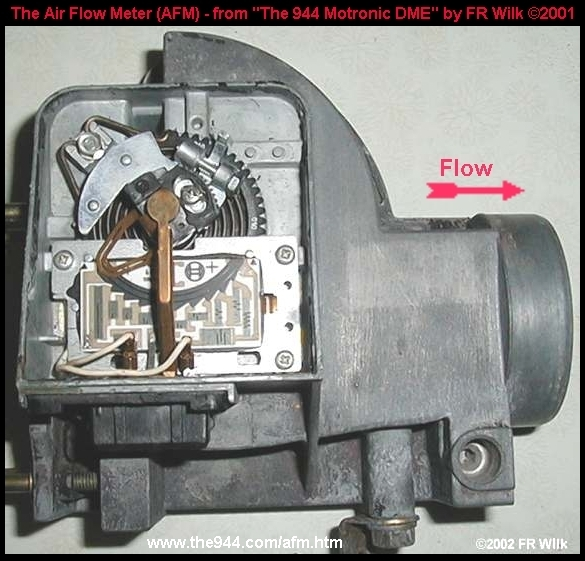 The Air Flow Meter (AFM) - from "The 944 Motronic DME" by FR Wilk ©2001
Flow
www.the944.com/afm.htm
©2002 FR Wilk